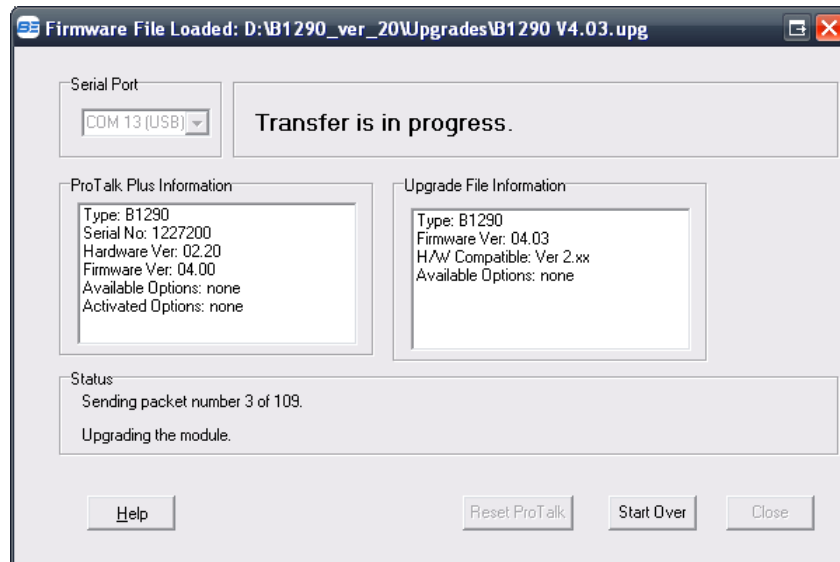 Firmware File Loaded: D:\B1290_ver_20\Upgrades\B1290 V4.03.upg
Serial Port
COM 13 (USB)
Transfer is in progress.
ProTalk Plus Information
Type: B1290
Serial No: 1227200
Hardware Ver: 02.20
Firmware Ver: 04.00
Available Options: none
Activated Options: none
Upgrade File Information
Type: B1290
Firmware Ver: 04.03
H/W Compatible: Ver 2.xx
Available Options: none
Status
Sending packet number 3 of 109.
Upgrading the module.
Help
Reset ProTalk
Start Over
Close